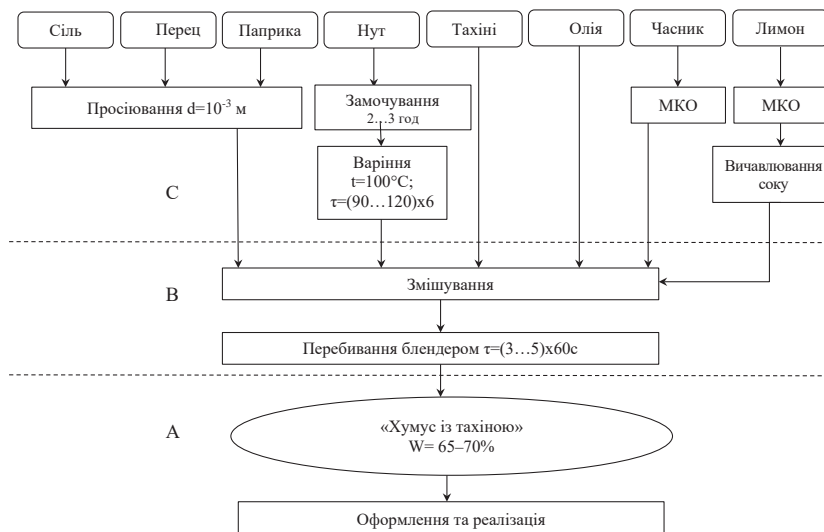 Сіль
Перец
Паприка
Нут
Тахіні
Олія
Часник
Лимон
Просіювання d=10⁻³ м
Замочування
2…3 год
МКО
МКО
Варіння
t=100°С;
τ=(90…120)х6
Вичавлювання
соку
С
Змішування
В
Перебивання блендером τ=(3…5)х60с
«Хумус із тахіною»
W= 65–70%
А
Оформлення та реалізація